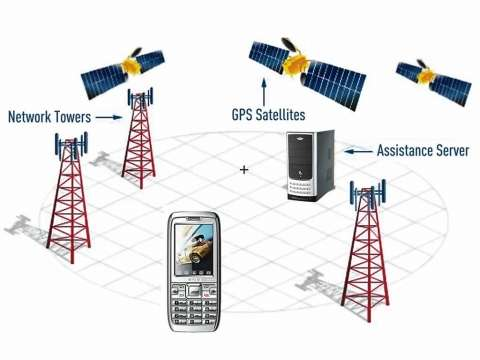 GPS Satellites
Network Towers
+
Assistance Server